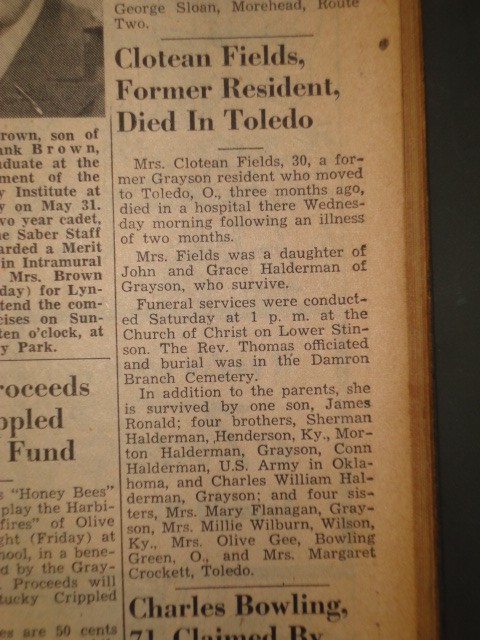 George Sloan, Morehead, Route
Two.
Clotean Fields,
Former Resident,
Died In Toledo
Mrs. Clotean Fields, 30, a for-
mer Grayson resident who moved
to Toledo, O., three months ago,
died in a hospital there Wednes-
day morning following an illness
of two months.
Mrs. Fields was a daughter of
John and Grace Halderman of
Grayson, who survive.
Funeral services were conduct-
ed Saturday at 1 p. m. at the
Church of Christ on Lower Stin-
son. The Rev. Thomas officiated
and burial was in the Damron
Branch Cemetery.
In addition to the parents, she
is survived by one son, James
Ronald; four brothers, Sherman
Halderman, Henderson, Ky., Mor-
ton Halderman, Grayson, Conn
Halderman, U.S. Army in Okla-
homa, and Charles William Hal-
derman, Grayson; and four sis-
ters, Mrs. Mary Flanagan, Gray-
son, Mrs. Millie Wilburn, Wilson,
Ky., Mrs. Olive Gee, Bowling
Green, O., and Mrs. Margaret
Crockett, Toledo.
Charles Bowling,
71, Claimed By
rown, son of
ank Brown,
duate at the
ment of the
y Institute at
y on May 31.
wo year cadet,
e Saber Staff
arded a Merit
in Intramural
Mrs. Brown
day) for Lyn-
tend the com-
cises on Sun-
ten o'clock, at
y Park.
roceeds
ppled
Fund
s "Honey Bees"
play the Harbi-
fires" of Olive
ght (Friday) at
hool, in a bene-
d by the Gray-
. Proceeds will
tucky Crippled
es are 50 cents